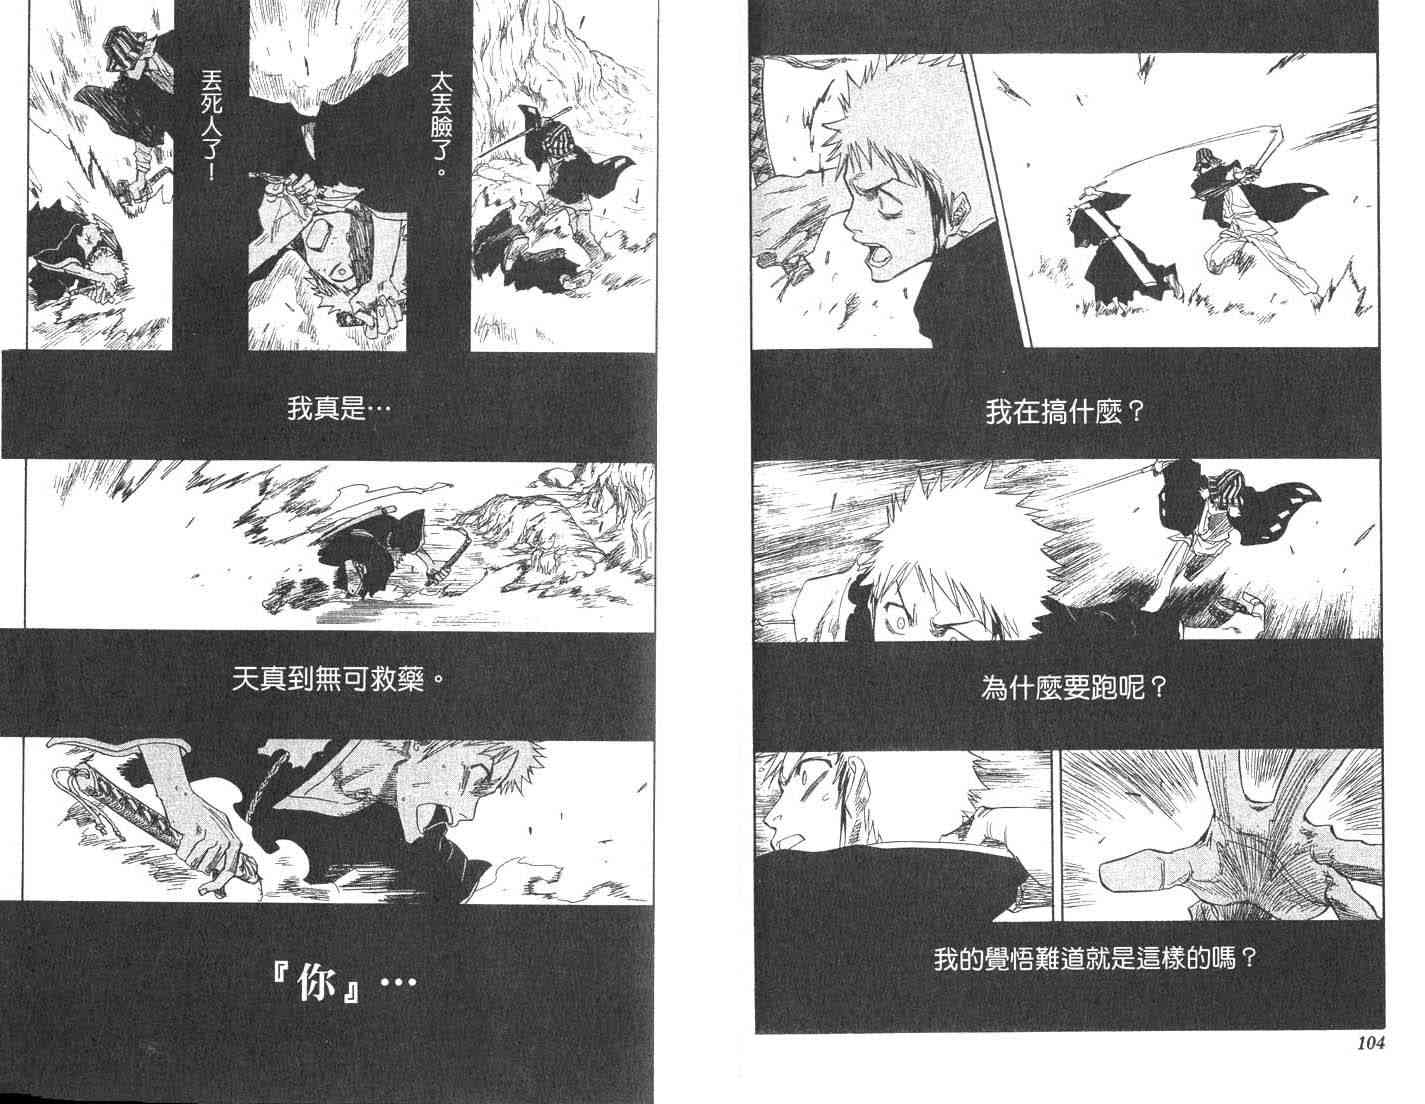 我在搞什麼？
為什麼要跑呢？
我的覺悟難道就是這樣的嗎？
104
太丟臉了。
丟死人了！
我真是…
天真到無可救藥。
『你』…